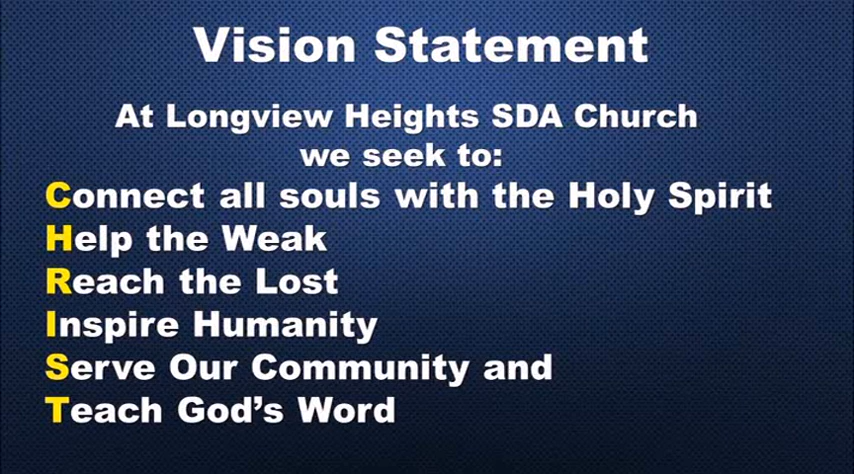 Vision Statement
At Longview Heights SDA Church
we seek to:
Connect all souls with the Holy Spirit
Help the Weak
Reach the Lost
Inspire Humanity
Serve Our Community and
Teach God's Word